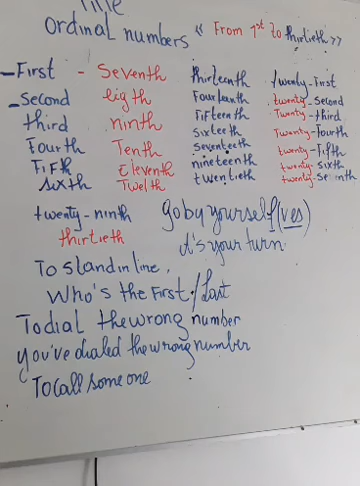 Title
Ordinal numbers « From 1st to thirtieth »
- First - Seventh thirteenth twenty-First
- Second eigth Fourteenth twenty-Second
third ninth FiFteenth Twenty-third
Fourth Tenth Sixteeth Twenty-Fourth
FiFth Eleventh Seventeeth twenty-Fifth
sixth Twelth nineteenth twenty-Sixth
twentieth twenty-Seventh
twenty-ninth go by yourself/(ves)
thirtieth it's your turn
To stand in line,
Who's the First / Last
To dial the wrong number
you've dialed the wrong number
To call some one